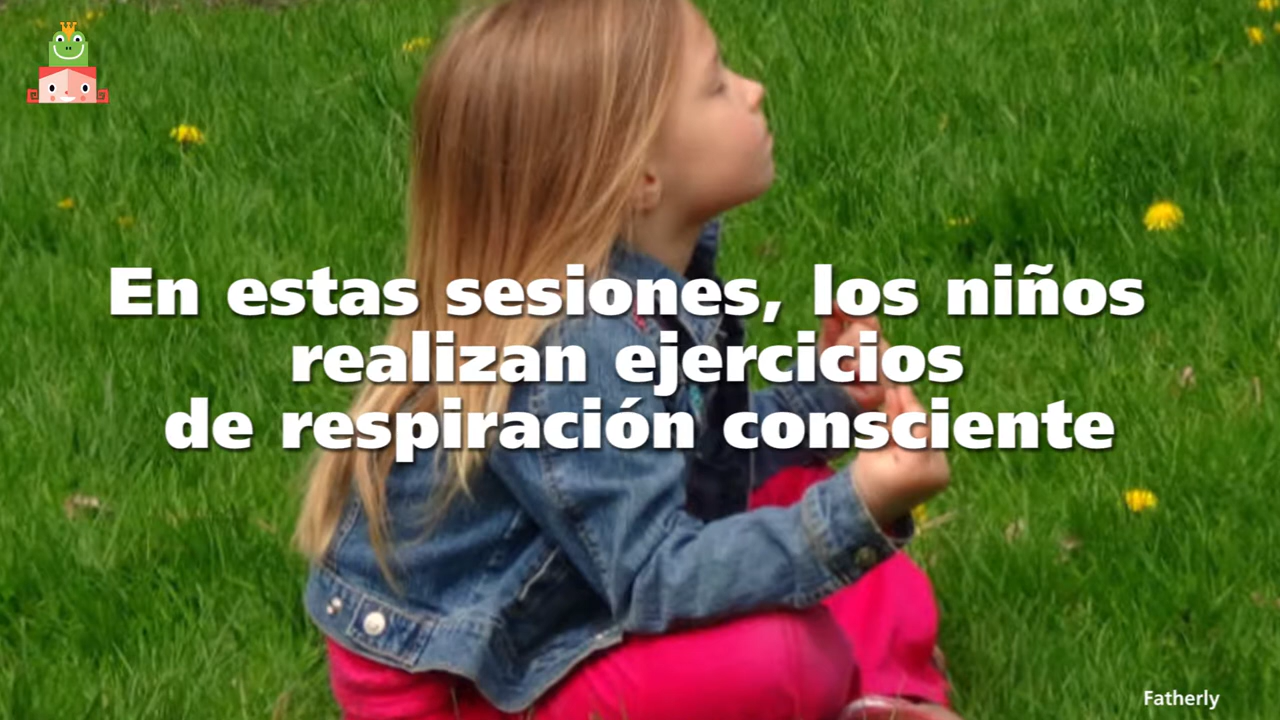 En estas sesiones, los niños
realizan ejercicios
de respiración consciente
Fatherly